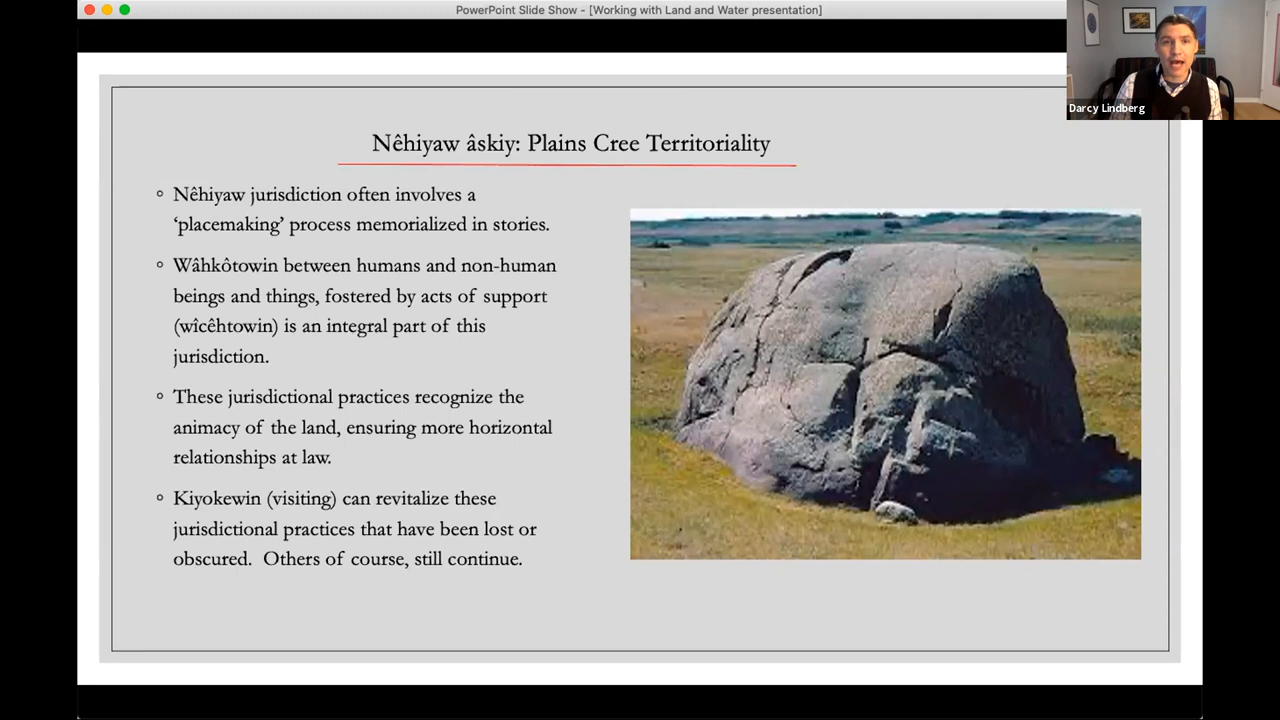 PowerPoint Slide Show - [Working with Land and Water presentation]
Darcy Lindberg
Nêhiyaw âskiy: Plains Cree Territoriality
Nêhiyaw jurisdiction often involves a
‘placemaking’ process memorialized in stories.
Wâhkôtowin between humans and non-human
beings and things, fostered by acts of support
(wîcêhtowin) is an integral part of this
jurisdiction.
These jurisdictional practices recognize the
animacy of the land, ensuring more horizontal
relationships at law.
Kiyokewin (visiting) can revitalize these
jurisdictional practices that have been lost or
obscured.  Others of course, still continue.